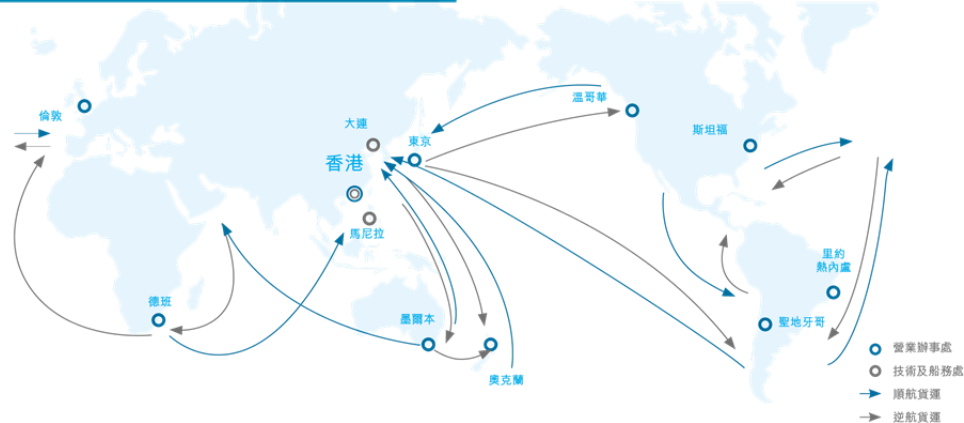 倫敦
大連
東京
香港
馬尼拉
德班
墨爾本
奧克蘭
溫哥華
斯坦福
里約
熱內盧
聖地牙哥
營業辦事處
技術及船務處
順航貨運
逆航貨運